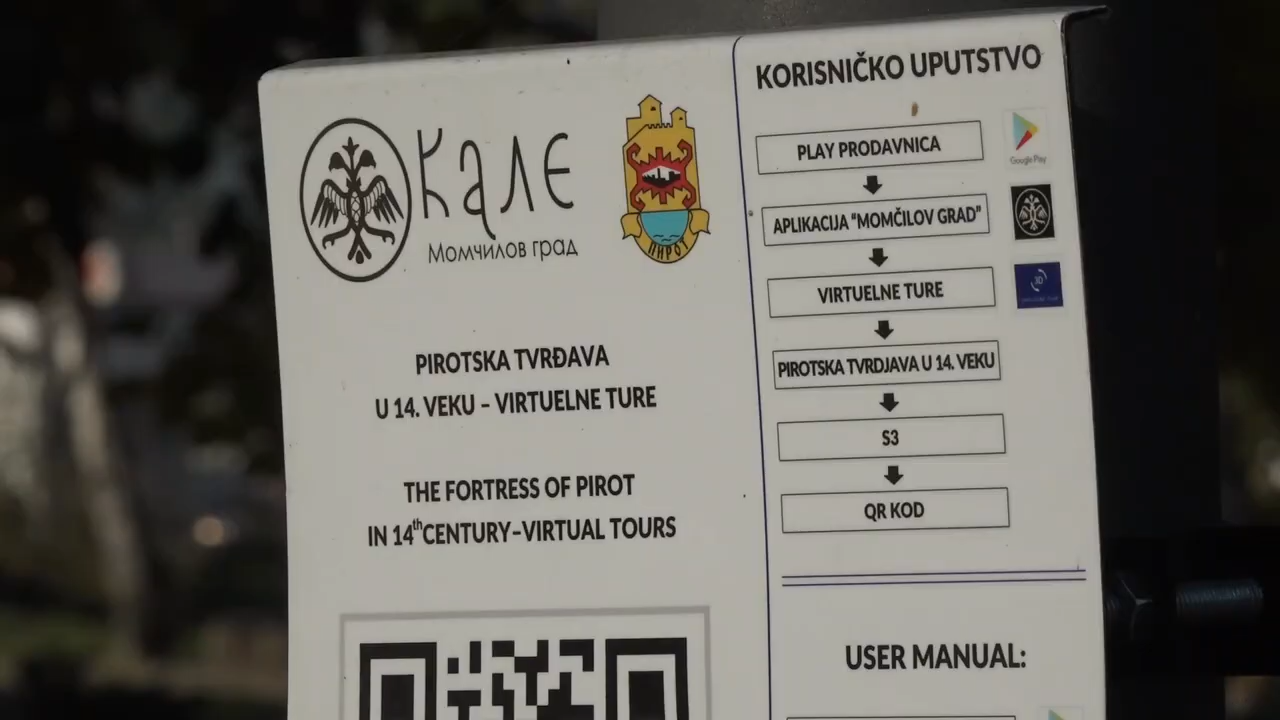 Кале
Момчилов град
ПИРОТ
PIROTSKA TVRĐAVA
U 14. VEKU – VIRTUELNE TURE
THE FORTRESS OF PIROT
IN 14th CENTURY–VIRTUAL TOURS
KORISNIČKO UPUTSTVO
PLAY PRODAVNICA
Google Pay
APLIKACIJA "MOMČILOV GRAD"
VIRTUELNE TURE
3D
PIROTSKA TVRDJAVA U 14. VEKU
S3
QR KOD
USER MANUAL: